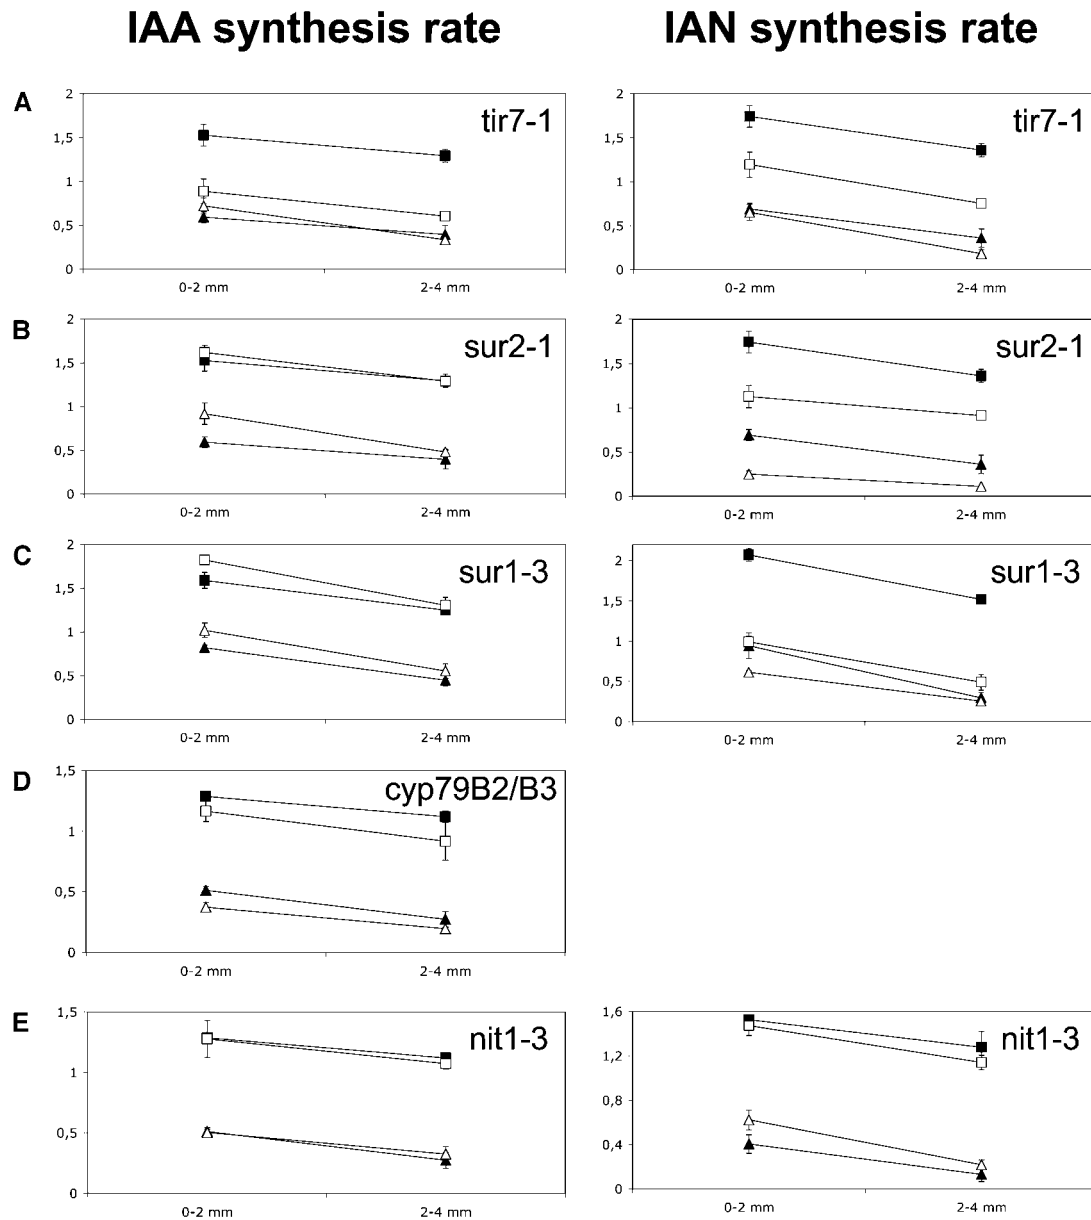 IAA synthesis rate
IAN synthesis rate
A
2
1,5
1
0,5
0
tir7-1
0-2 mm
2-4 mm
2
1,5
1
0,5
0
tir7-1
0-2 mm
2-4 mm
B
2
1,5
1
0,5
0
sur2-1
0-2 mm
2-4 mm
2
1,5
1
0,5
0
sur2-1
0-2 mm
2-4 mm
C
2
1,5
1
0,5
0
sur1-3
0-2 mm
2-4 mm
2
1,5
1
0,5
0
sur1-3
0-2 mm
2-4 mm
D
1,5
1
0,5
0
cyp79B2/B3
0-2 mm
2-4 mm
E
1,5
1
0,5
0
nit1-3
0-2 mm
2-4 mm
1,6
1,2
0,8
0,4
0
nit1-3
0-2 mm
2-4 mm